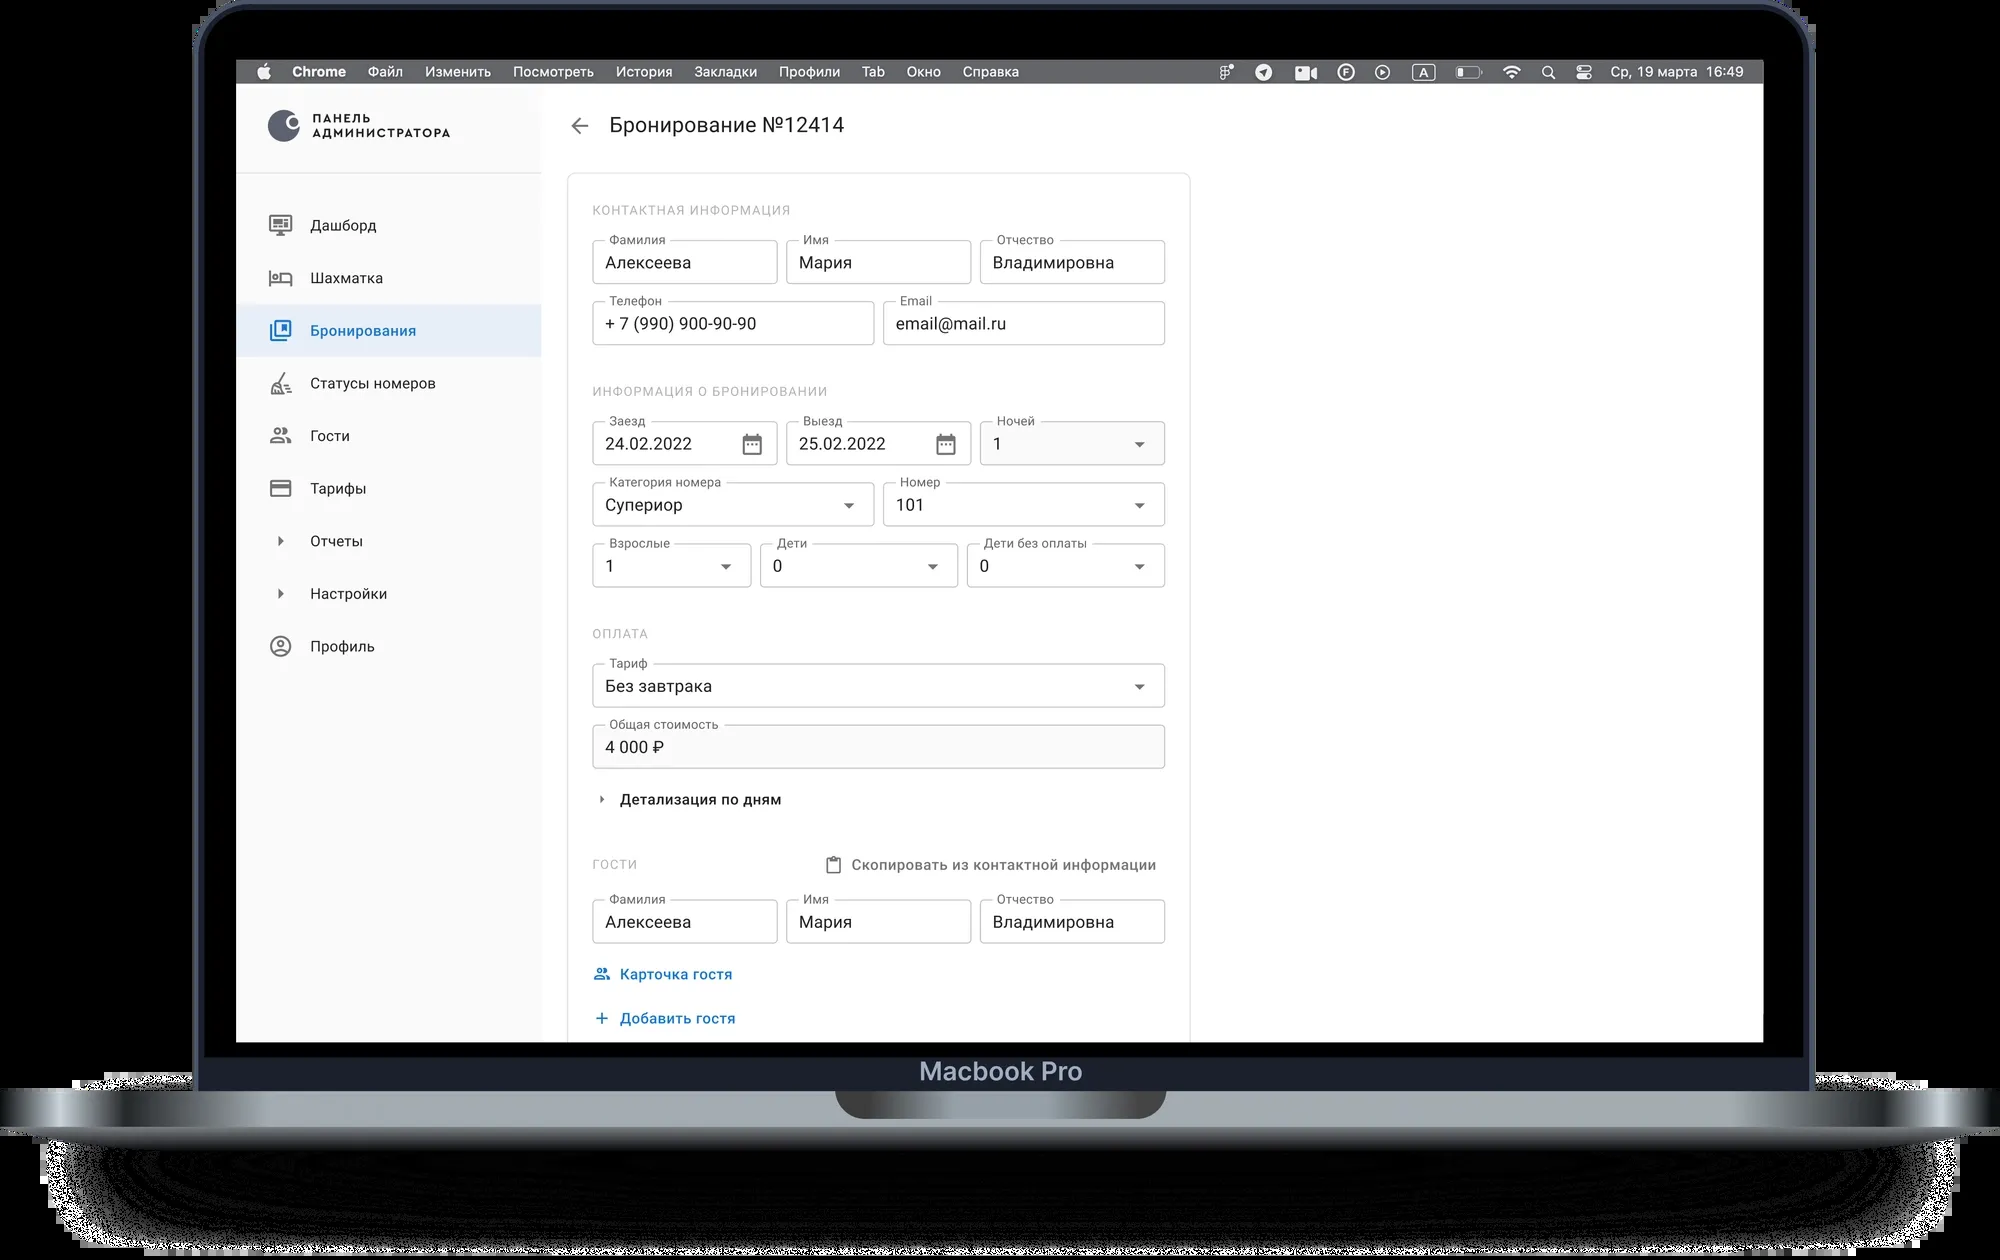 Chrome Файл Изменить Посмотреть История Закладки Профили Tab Окно Справка A Ср, 19 марта 16:49
ПАНЕЛЬ
АДМИНИСТРАТОРА
Дашборд
Шахматка
Бронирования
Статусы номеров
Гости
Тарифы
Отчеты
Настройки
Профиль
Бронирование №12414
КОНТАКТНАЯ ИНФОРМАЦИЯ
Фамилия Имя Отчество
Алексеева Мария Владимировна
Телефон Email
+ 7 (990) 900-90-90 email@mail.ru
ИНФОРМАЦИЯ О БРОНИРОВАНИИ
Заезд Выезд Ночей
24.02.2022 25.02.2022 1
Категория номера Номер
Супериор 101
Взрослые Дети Дети без оплаты
1 0 0
ОПЛАТА
Тариф
Без завтрака
Общая стоимость
4 000 ₽
Детализация по дням
ГОСТИ Скопировать из контактной информации
Фамилия Имя Отчество
Алексеева Мария Владимировна
Карточка гостя
+ Добавить гостя
Macbook Pro